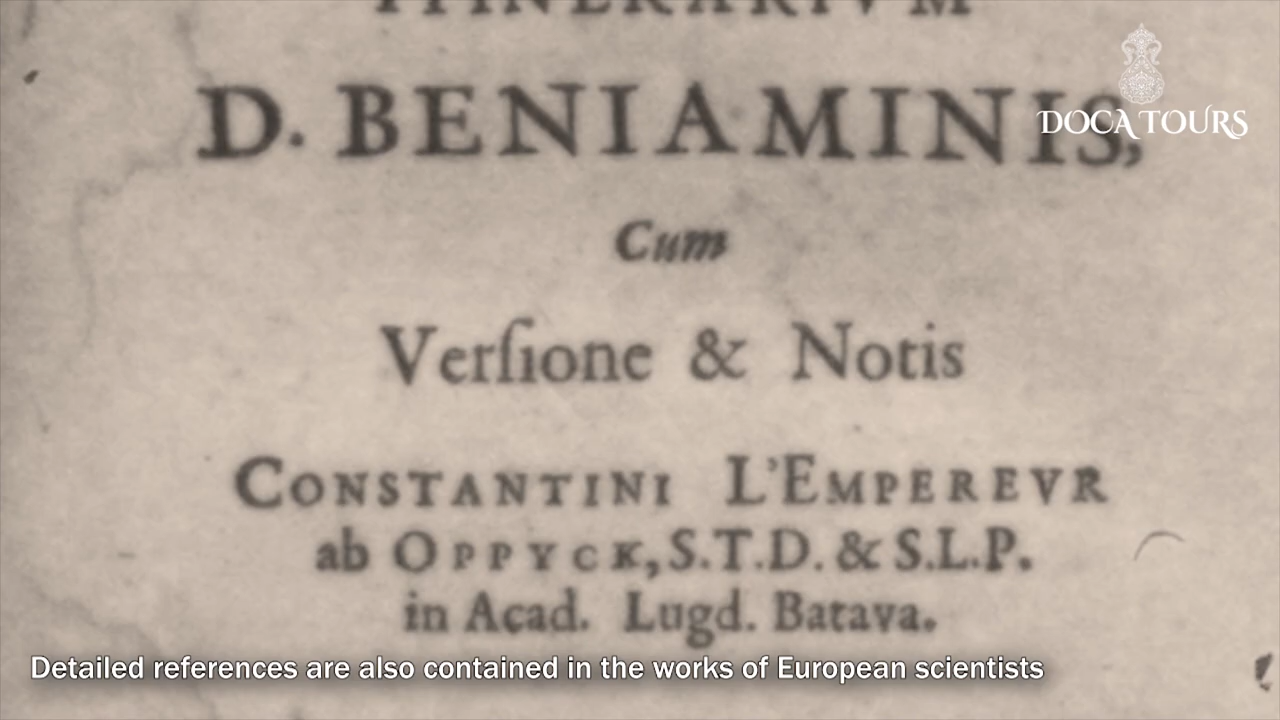 ITINERARIVM
D. BENIAMINIS,
DOCA TOURS
Cum
Verſione & Notis
CONSTANTINI L'EMPEREVR
ab OPPYCK, S.T.D. & S.L.P.
in Acad. Lugd. Batava.
Detailed references are also contained in the works of European scientists